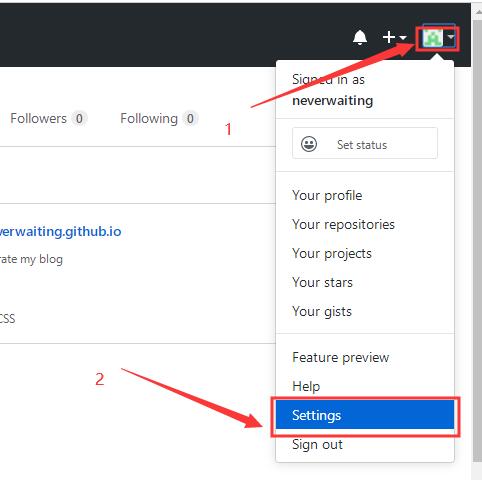 1
Followers 0 Following 0
verwaiting.github.io
rate my blog
CSS
2
Signed in as
neverwaiting
Set status
Your profile
Your repositories
Your projects
Your stars
Your gists
Feature preview
Help
Settings
Sign out